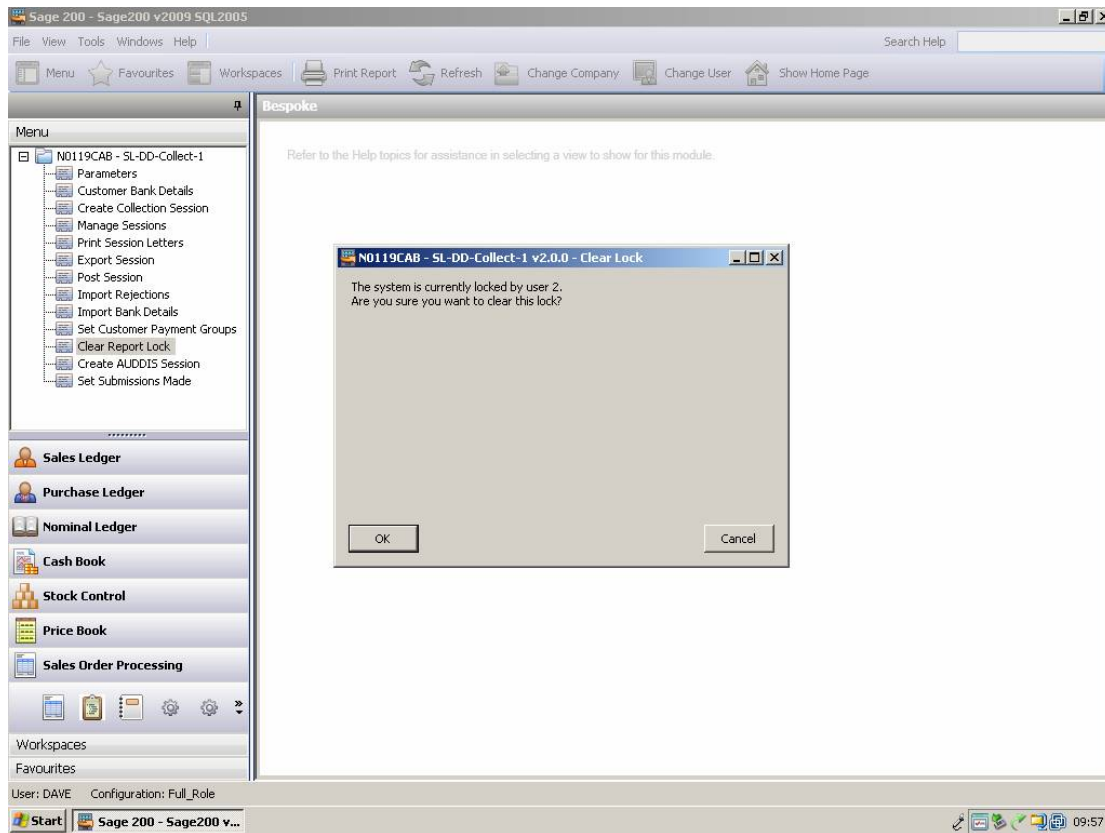 Sage 200 - Sage200 v2009 SQL2005
File View Tools Windows Help
Search Help
Menu Favourites Workspaces Print Report Refresh Change Company Change User Show Home Page
Bespoke
Menu
N0119CAB - SL-DD-Collect-1
Parameters
Customer Bank Details
Create Collection Session
Manage Sessions
Print Session Letters
Export Session
Post Session
Import Rejections
Import Bank Details
Set Customer Payment Groups
Clear Report Lock
Create AUDDIS Session
Set Submissions Made
Refer to the Help topics for assistance in selecting a view to show for this module.
N0119CAB - SL-DD-Collect-1 v2.0.0 - Clear Lock
The system is currently locked by user 2.
Are you sure you want to clear this lock?
OK
Cancel
Sales Ledger
Purchase Ledger
Nominal Ledger
Cash Book
Stock Control
Price Book
Sales Order Processing
Workspaces
Favourites
User: DAVE Configuration: Full_Role
Start Sage 200 - Sage200 v... 09:57